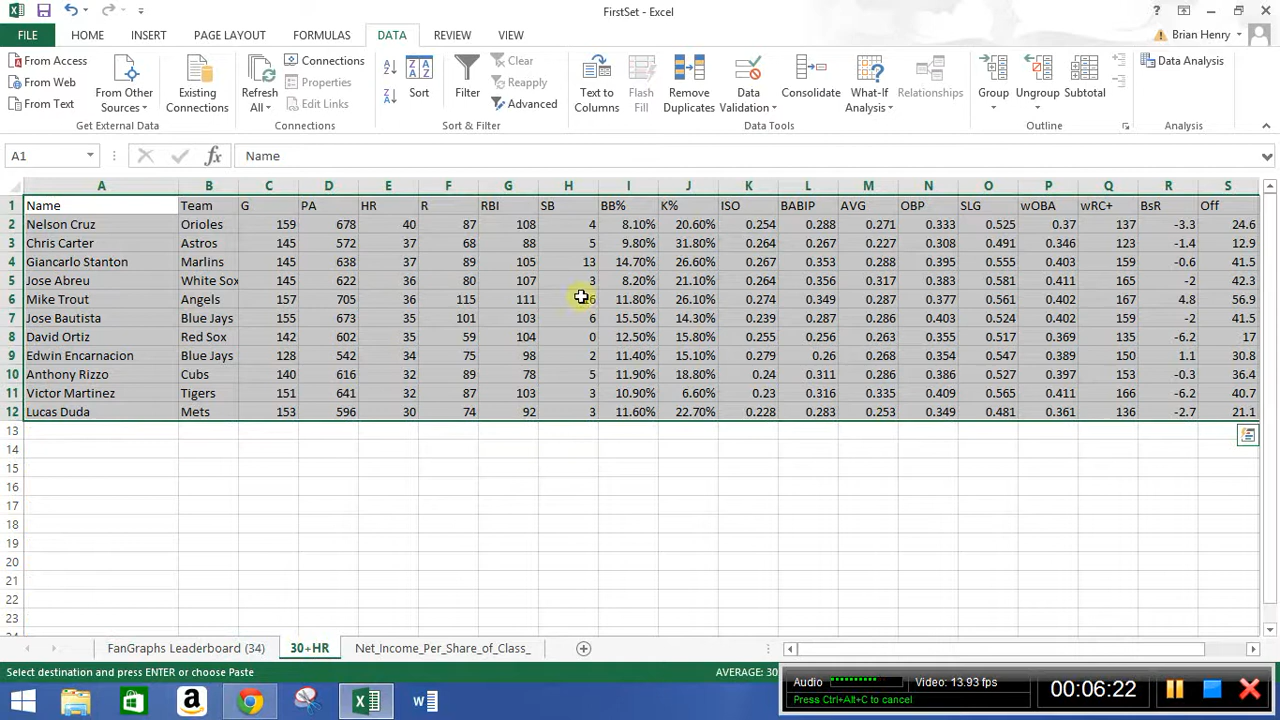 FirstSet - Excel
FILE HOME INSERT PAGE LAYOUT FORMULAS DATA REVIEW VIEW Brian Henry
From Access
From Web
From Text
From Other Sources
Existing Connections
Get External Data
Refresh All
Connections
Properties
Edit Links
Connections
Sort
Filter
Clear
Reapply
Advanced
Sort & Filter
Text to Columns
Flash Fill
Remove Duplicates
Data Validation
Consolidate
What-If Analysis
Relationships
Data Tools
Group
Ungroup
Subtotal
Outline
Data Analysis
Analysis
A1 fx Name
A B C D E F G H I J K L M N O P Q R S
1 Name Team G PA HR R RBI SB BB% K% ISO BABIP AVG OBP SLG wOBA wRC+ BsR Off
2 Nelson Cruz Orioles 159 678 40 87 108 4 8.10% 20.60% 0.254 0.288 0.271 0.333 0.525 0.37 137 -3.3 24.6
3 Chris Carter Astros 145 572 37 68 88 5 9.80% 31.80% 0.264 0.267 0.227 0.308 0.491 0.346 123 -1.4 12.9
4 Giancarlo Stanton Marlins 145 638 37 89 105 13 14.70% 26.60% 0.267 0.353 0.288 0.395 0.555 0.403 159 -0.6 41.5
5 Jose Abreu White Sox 145 622 36 80 107 3 8.20% 21.10% 0.264 0.356 0.317 0.383 0.581 0.411 165 -2 42.3
6 Mike Trout Angels 157 705 36 115 111 11.80% 26.10% 0.274 0.349 0.287 0.377 0.561 0.402 167 4.8 56.9
7 Jose Bautista Blue Jays 155 673 35 101 103 6 15.50% 14.30% 0.239 0.287 0.286 0.403 0.524 0.402 159 -2 41.5
8 David Ortiz Red Sox 142 602 35 59 104 0 12.50% 15.80% 0.255 0.256 0.263 0.355 0.517 0.369 135 -6.2 17
9 Edwin Encarnacion Blue Jays 128 542 34 75 98 2 11.40% 15.10% 0.279 0.26 0.268 0.354 0.547 0.389 150 1.1 30.8
10 Anthony Rizzo Cubs 140 616 32 89 78 5 11.90% 18.80% 0.24 0.311 0.286 0.386 0.527 0.397 153 -0.3 36.4
11 Victor Martinez Tigers 151 641 32 87 103 3 10.90% 6.60% 0.23 0.316 0.335 0.409 0.565 0.411 166 -6.2 40.7
12 Lucas Duda Mets 153 596 30 74 92 3 11.60% 22.70% 0.228 0.283 0.253 0.349 0.481 0.361 136 -2.7 21.1
13
14
15
16
17
18
19
20
21
22
23
FanGraphs Leaderboard (34) 30+HR Net_Income_Per_Share_of_Class_
Select destination and press ENTER or choose Paste AVERAGE: 30
Audio Video: 13.93 fps
Press Ctrl+Alt+C to cancel
00:06:22